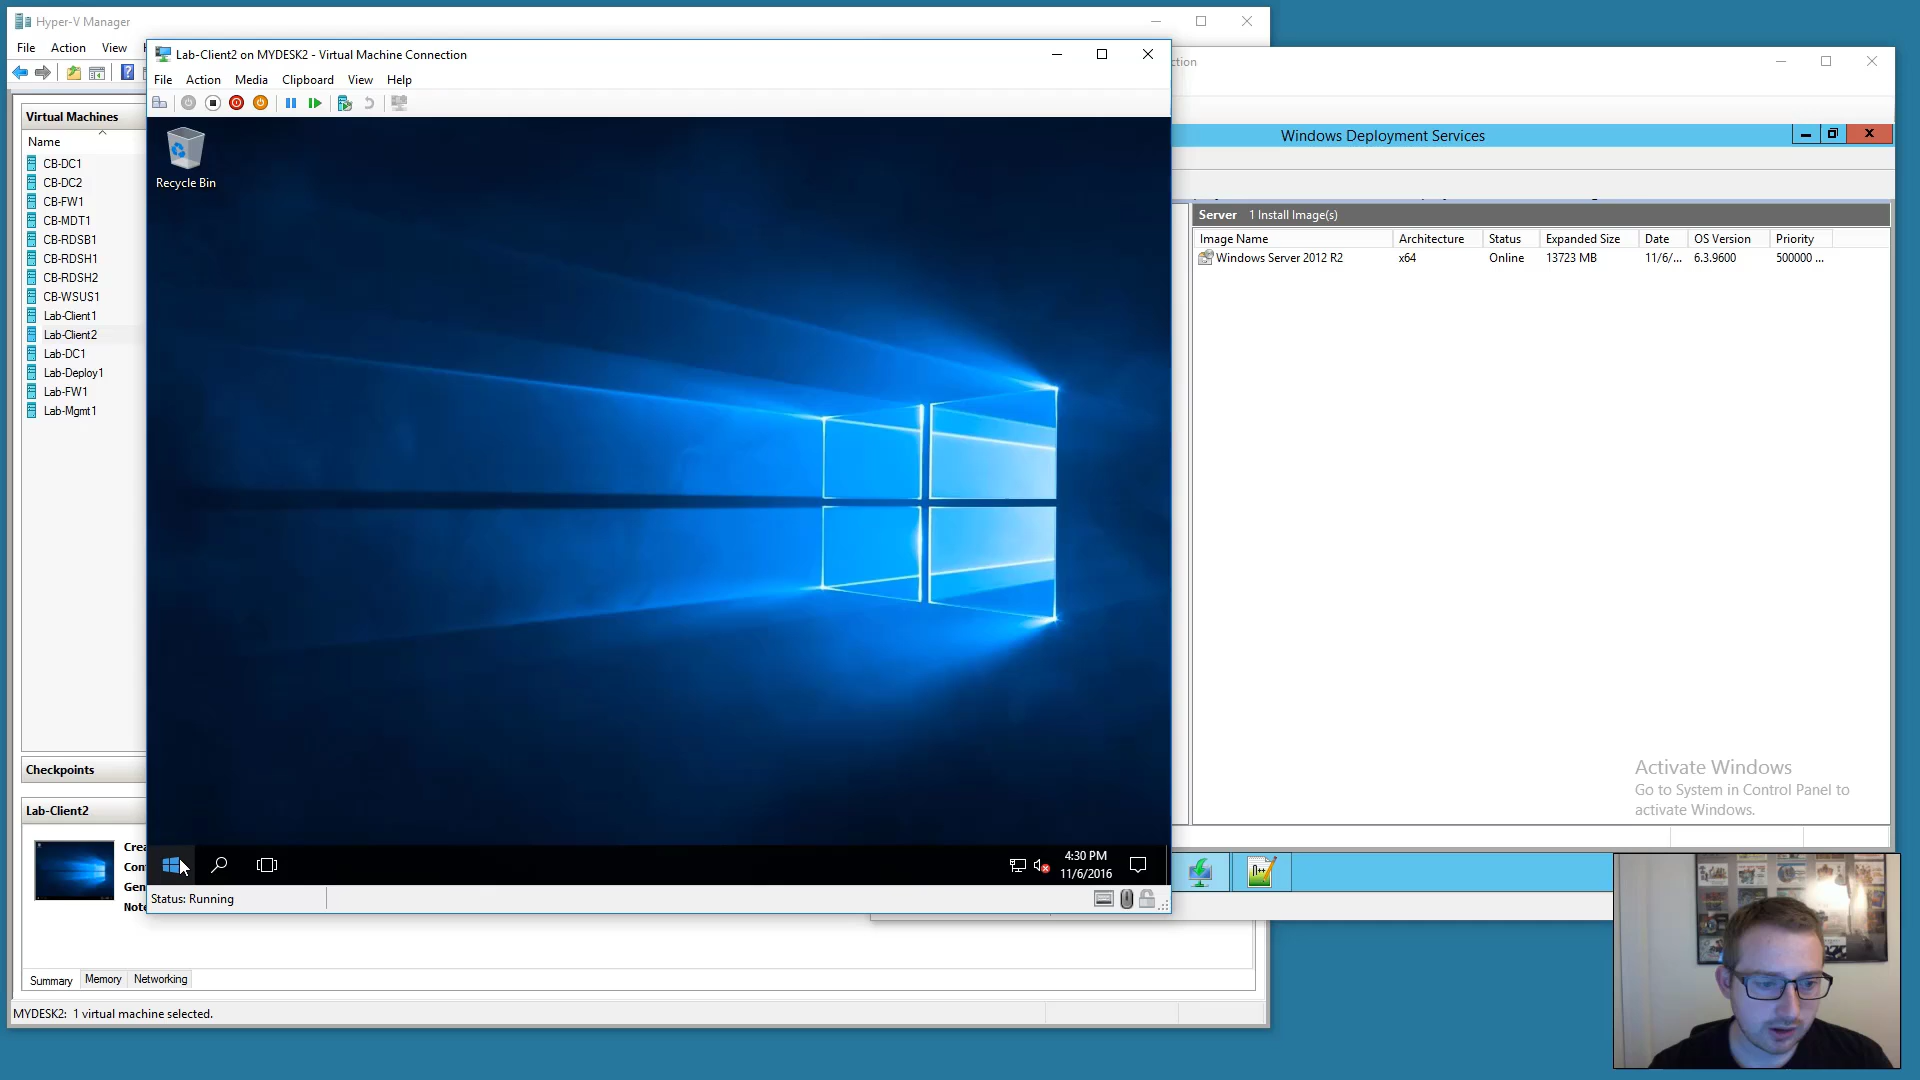 Hyper-V Manager
File Action View
Lab-Client2 on MYDESK2 - Virtual Machine Connection
File Action Media Clipboard View Help
Recycle Bin
Virtual Machines
Name
CB-DC1
CB-DC2
CB-FW1
CB-MDT1
CB-RDSB1
CB-RDSH1
CB-RDSH2
CB-WSUS1
Lab-Client1
Lab-Client2
Lab-DC1
Lab-Deploy1
Lab-FW1
Lab-Mgmt1
Checkpoints
Lab-Client2
Crea
Con
Gen
Note
4:30 PM
11/6/2016
Status: Running
Summary Memory Networking
MYDESK2: 1 virtual machine selected.
ction
Windows Deployment Services
Server 1 Install Image(s)
Image Name Architecture Status Expanded Size Date OS Version Priority
Windows Server 2012 R2 x64 Online 13723 MB 11/6/... 6.3.9600 500000 ...
Activate Windows
Go to System in Control Panel to
activate Windows.